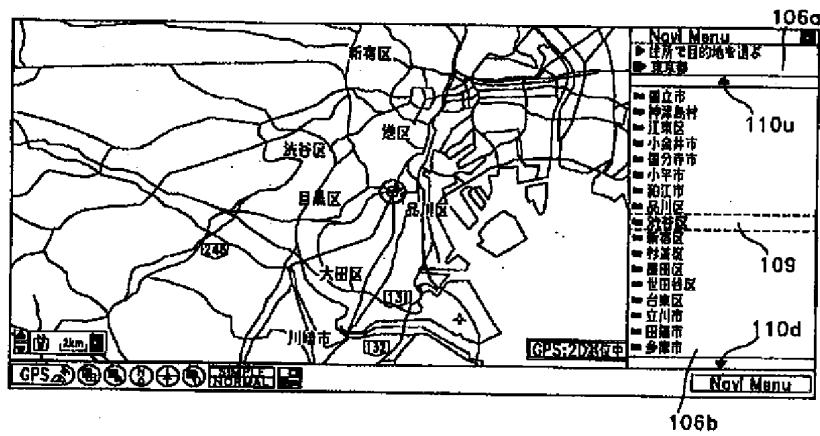 106a
Navi Menu
住所で目的地を選ぶ
東京都
110u
国立市
神津島村
江東区
小金井市
国分寺市
小平市
狛江市
品川区
渋谷区
新宿区
杉並区
墨田区
世田谷区
台東区
立川市
多摩市
109
110d
106b
新宿区
港区
渋谷区
目黒区
品川区
246
大田区
131
川崎市
132
2km
GPS:2D測位中
GPS
SIMPLE
NORMAL
Navi Menu